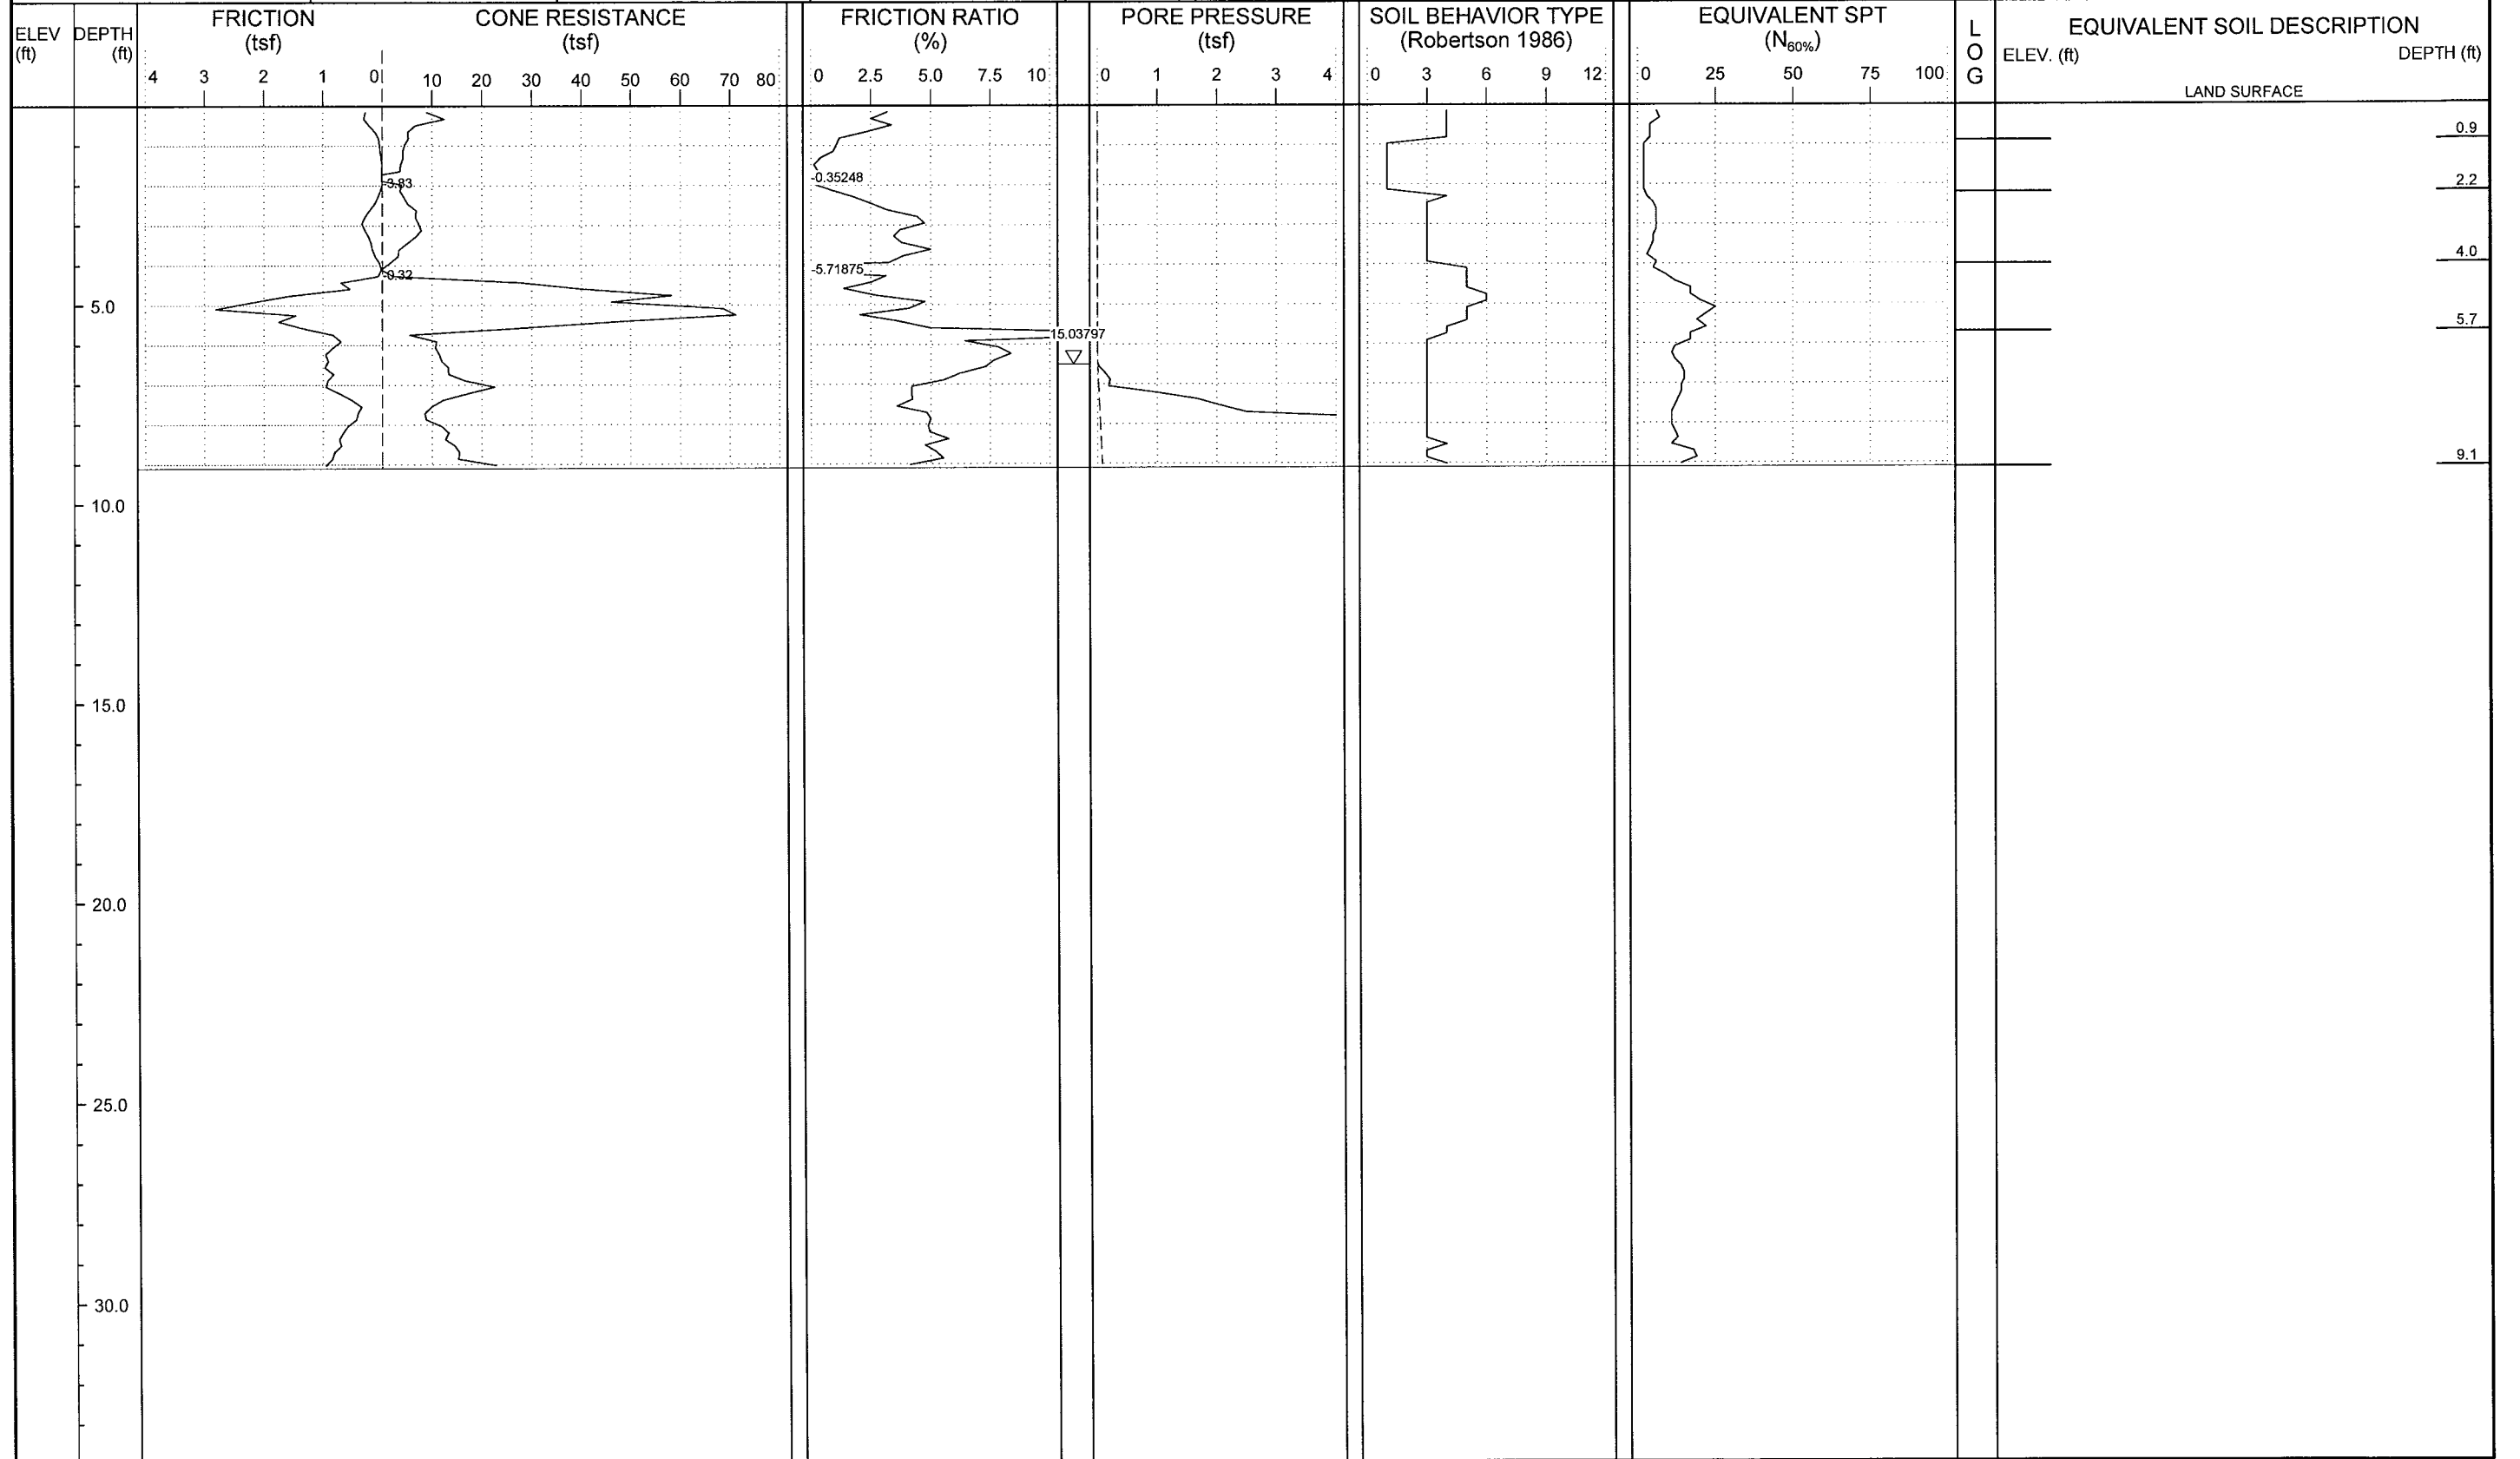 ELEV
(ft)
DEPTH
(ft)
FRICTION
(tsf)
CONE RESISTANCE
(tsf)
FRICTION RATIO
(%)
PORE PRESSURE
(tsf)
SOIL BEHAVIOR TYPE
(Robertson 1986)
EQUIVALENT SPT
(N60%)
L
O
G
EQUIVALENT SOIL DESCRIPTION
ELEV. (ft) DEPTH (ft)
LAND SURFACE
4 3 2 1 0 10 20 30 40 50 60 70 80
0 2.5 5.0 7.5 10
0 1 2 3 4
0 3 6 9 12
0 25 50 75 100
0.9
-3.83
-0.35248
2.2
4.0
-0.32
-5.71875
5.0
5.7
15.03797
9.1
10.0
15.0
20.0
25.0
30.0